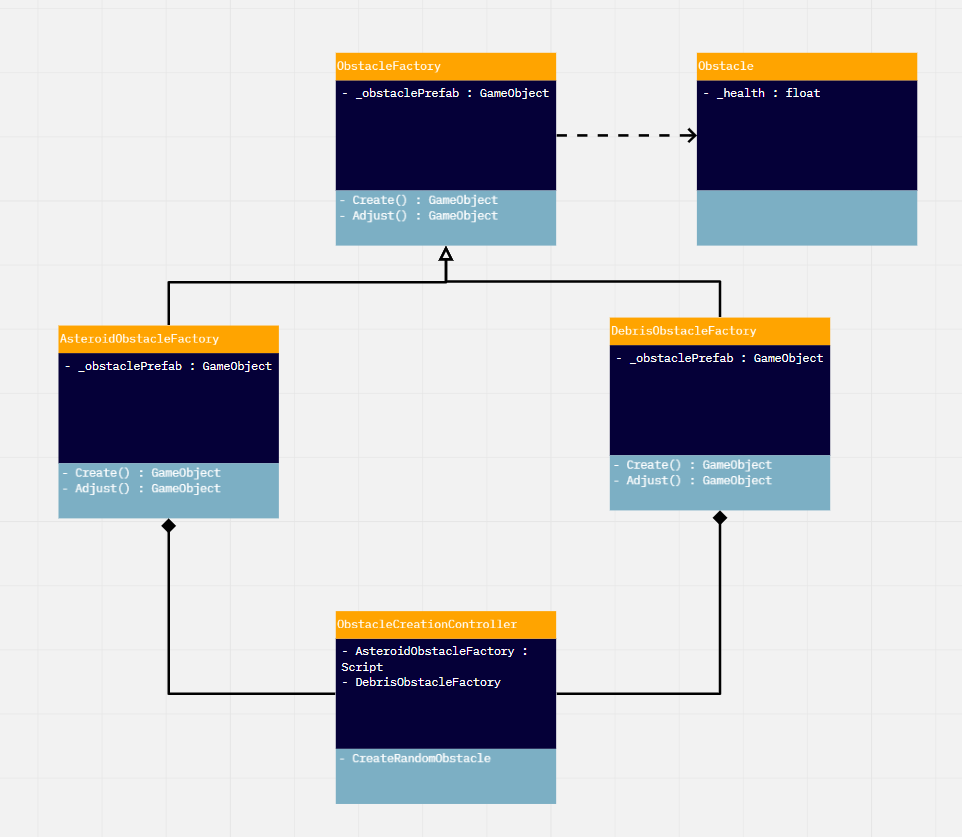 ObstacleFactory
- _obstaclePrefab : GameObject
- Create() : GameObject
- Adjust() : GameObject
Obstacle
- _health : float
AsteroidObstacleFactory
- _obstaclePrefab : GameObject
- Create() : GameObject
- Adjust() : GameObject
DebrisObstacleFactory
- _obstaclePrefab : GameObject
- Create() : GameObject
- Adjust() : GameObject
ObstacleCreationController
- AsteroidObstacleFactory :
Script
- DebrisObstacleFactory
- CreateRandomObstacle